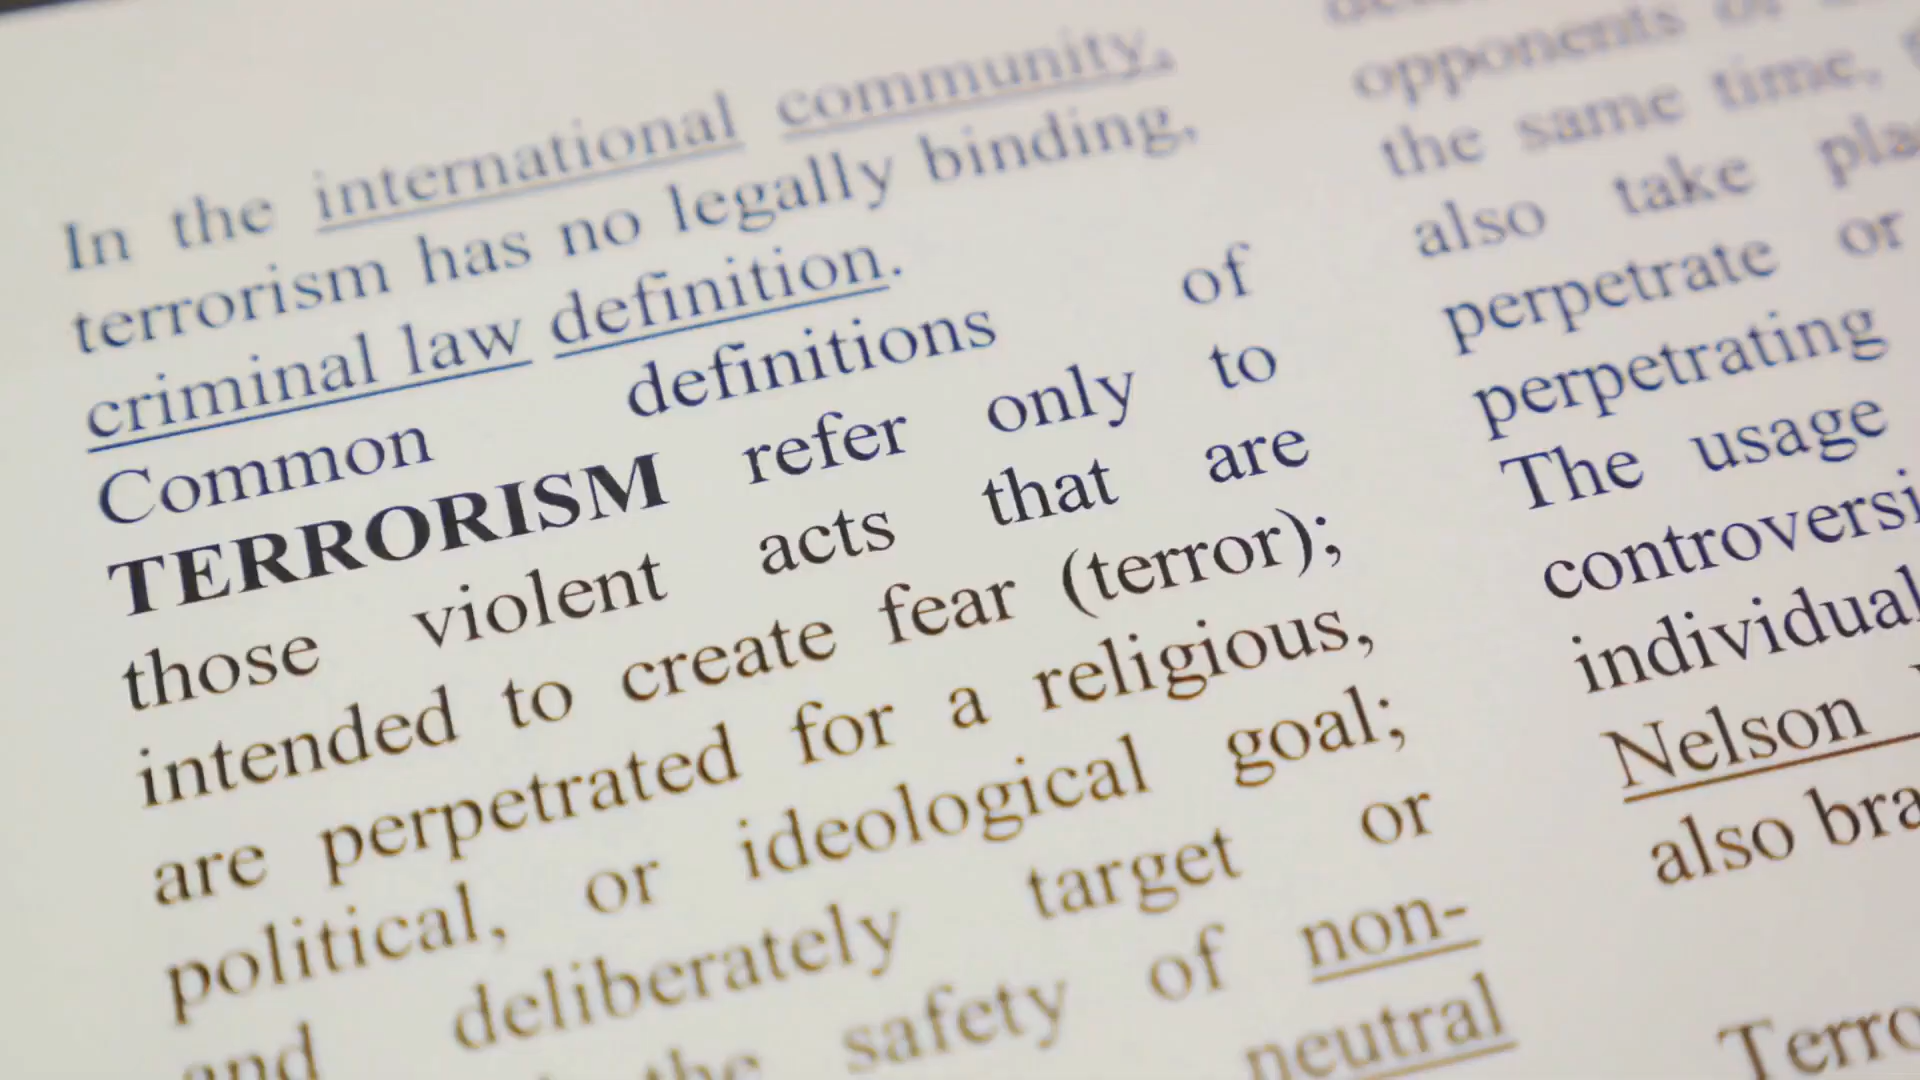 In the international community,
terrorism has no legally binding,
criminal law definition.
Common definitions of
TERRORISM refer only to
those violent acts that are
intended to create fear (terror);
are perpetrated for a religious,
political, or ideological goal;
and deliberately target or
the safety of non-
neutral
opponents
the same time,
also take
perpetrate or
perpetrating
The usage
Nelson
also